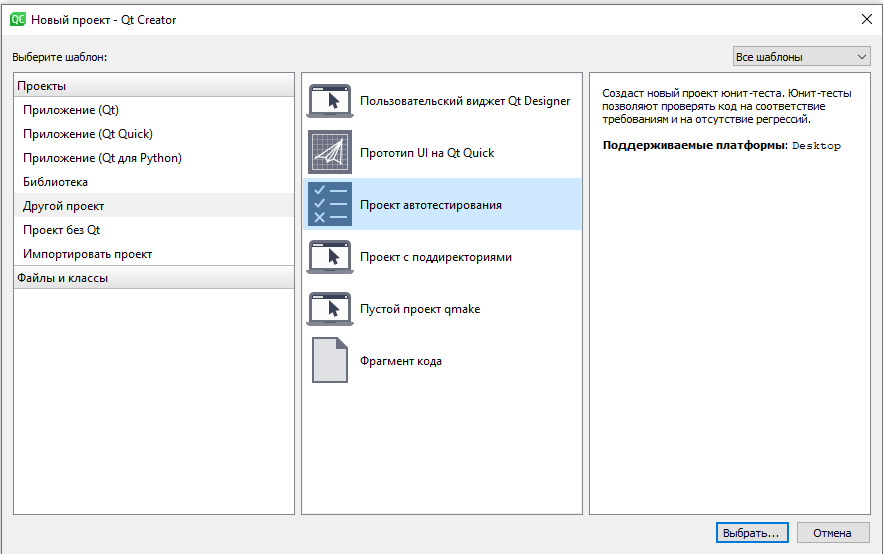 QC Новый проект - Qt Creator
Выберите шаблон:
Все шаблоны
Проекты
Приложение (Qt)
Приложение (Qt Quick)
Приложение (Qt для Python)
Библиотека
Другой проект
Проект без Qt
Импортировать проект
Файлы и классы
Пользовательский виджет Qt Designer
Прототип UI на Qt Quick
Проект автотестирования
Проект с поддиректориями
Пустой проект qmake
Фрагмент кода
Создаст новый проект юнит-теста. Юнит-тесты
позволяют проверять код на соответствие
требованиям и на отсутствие регрессий.
Поддерживаемые платформы: Desktop
Выбрать...
Отмена